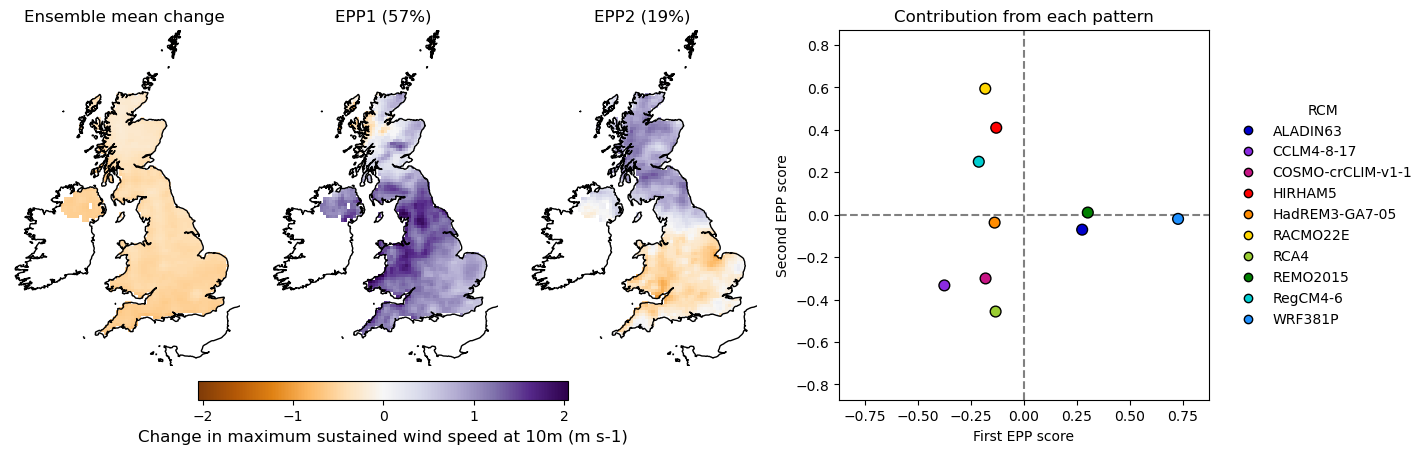 Ensemble mean change
EPP1 (57%)
EPP2 (19%)
−2
−1
0
1
2
Change in maximum sustained wind speed at 10m (m s-1)
Contribution from each pattern
Second EPP score
0.8
0.6
0.4
0.2
0.0
−0.2
−0.4
−0.6
−0.8
−0.75
−0.50
−0.25
0.00
0.25
0.50
0.75
First EPP score
RCM
ALADIN63
CCLM4-8-17
COSMO-crCLIM-v1-1
HIRHAM5
HadREM3-GA7-05
RACMO22E
RCA4
REMO2015
RegCM4-6
WRF381P